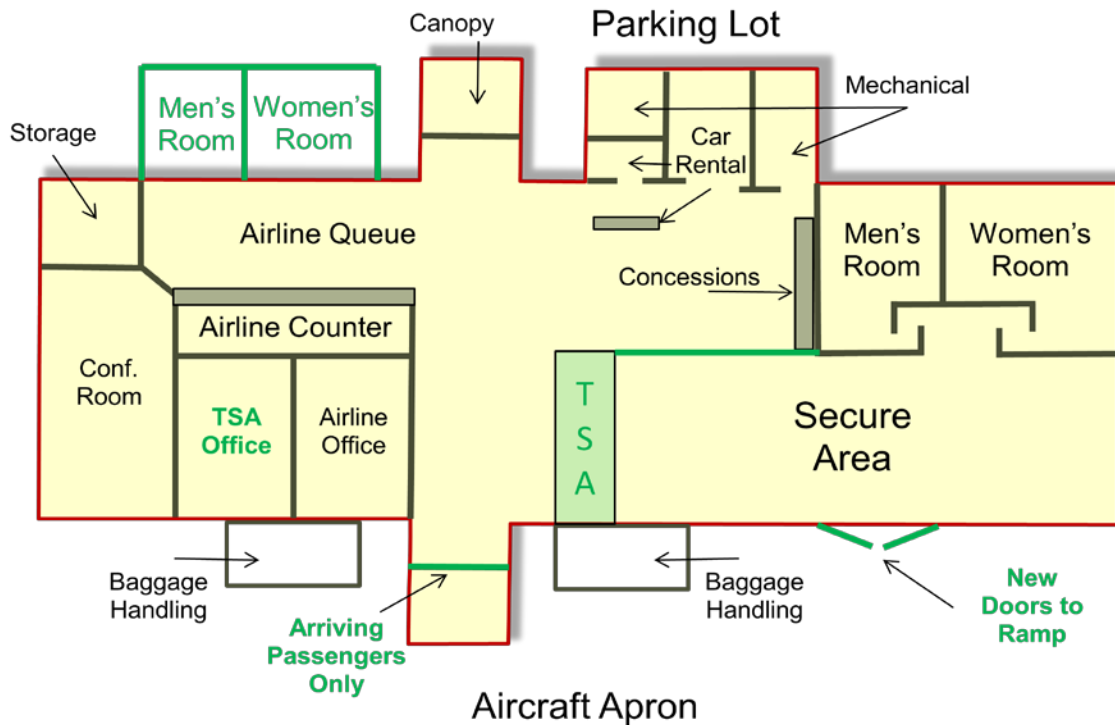 Canopy
Parking Lot
Men's
Room
Women's
Room
Mechanical
Storage
Car
Rental
Airline Queue
Men's
Room
Women's
Room
Concessions
Airline Counter
Conf.
Room
TSA
Office
Airline
Office
T
S
A
Secure
Area
Baggage
Handling
Baggage
Handling
New
Doors to
Ramp
Arriving
Passengers
Only
Aircraft Apron